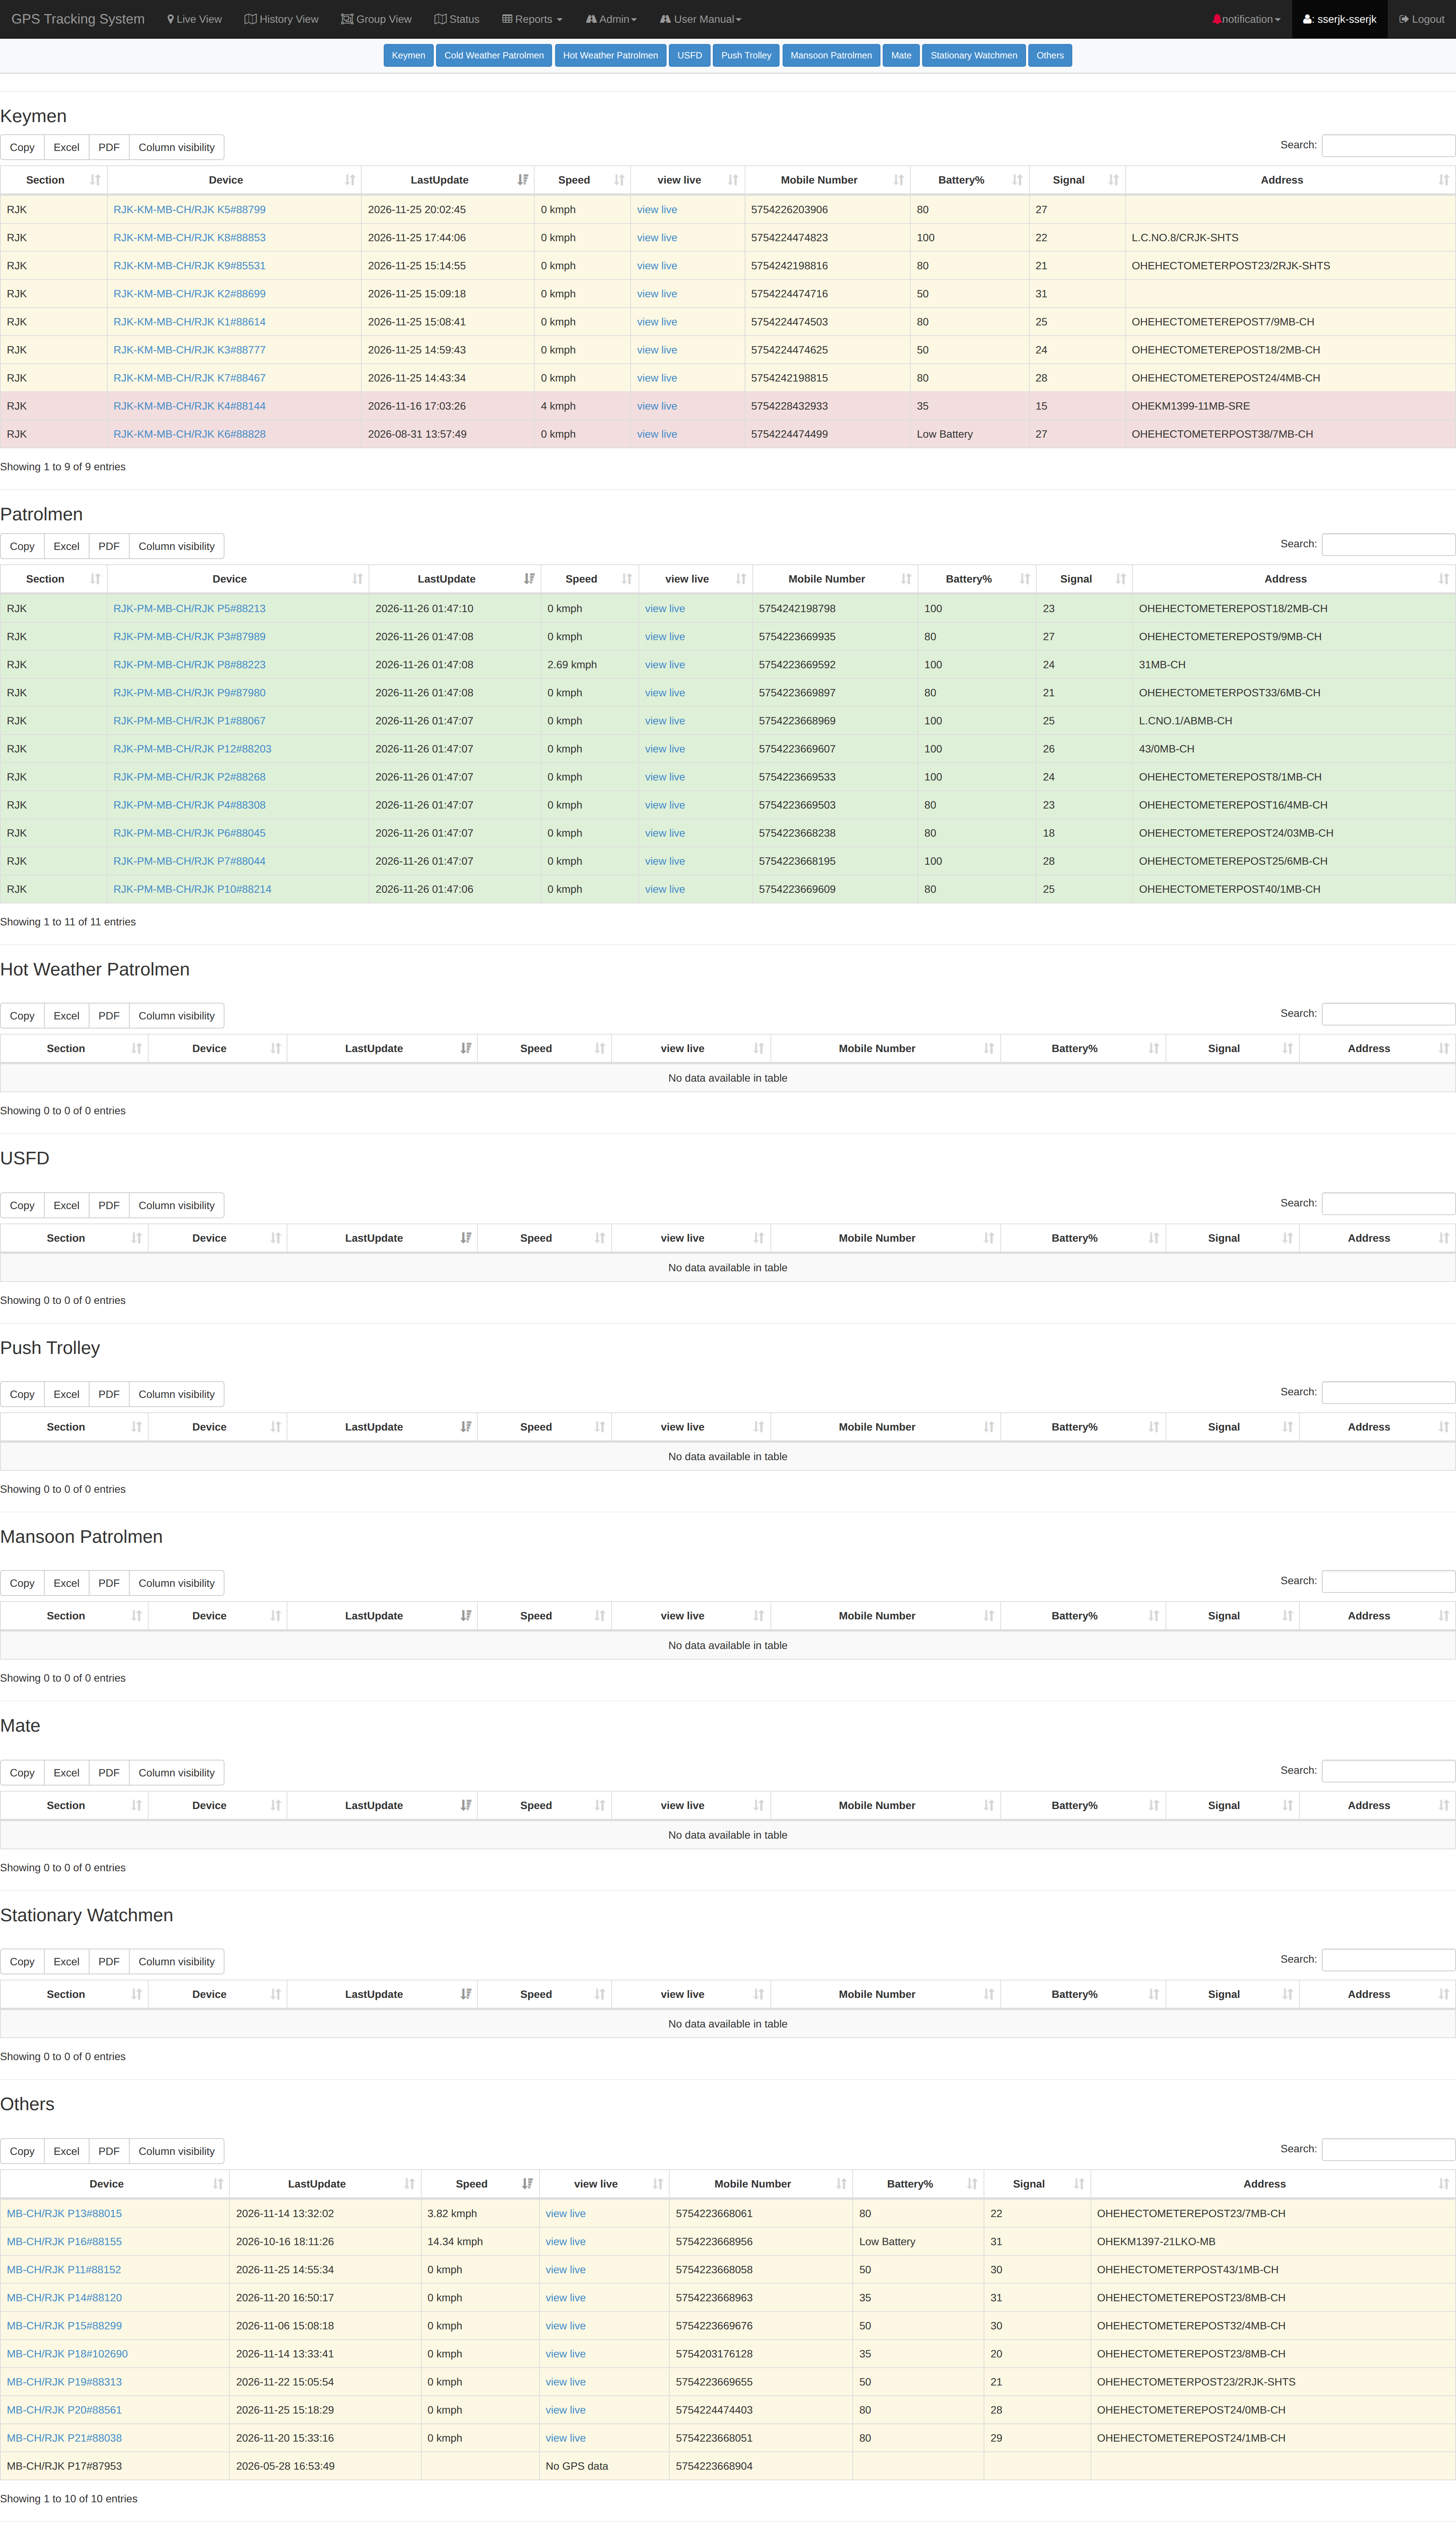 GPS Tracking System Live View History View Group View Status Reports Admin User Manual notification : sserjk-sserjk Logout
Keymen Cold Weather Patrolmen Hot Weather Patrolmen USFD Push Trolley Mansoon Patrolmen Mate Stationary Watchmen Others
Keymen
Copy Excel PDF Column visibility Search:
Section Device LastUpdate Speed view live Mobile Number Battery% Signal Address
RJK RJK-KM-MB-CH/RJK K5#88799 2026-11-25 20:02:45 0 kmph view live 5754226203906 80 27
RJK RJK-KM-MB-CH/RJK K8#88853 2026-11-25 17:44:06 0 kmph view live 5754224474823 100 22 L.C.NO.8/CRJK-SHTS
RJK RJK-KM-MB-CH/RJK K9#85531 2026-11-25 15:14:55 0 kmph view live 5754242198816 80 21 OHEHECTOMETERPOST23/2RJK-SHTS
RJK RJK-KM-MB-CH/RJK K2#88699 2026-11-25 15:09:18 0 kmph view live 5754224474716 50 31
RJK RJK-KM-MB-CH/RJK K1#88614 2026-11-25 15:08:41 0 kmph view live 5754224474503 80 25 OHEHECTOMETEREPOST7/9MB-CH
RJK RJK-KM-MB-CH/RJK K3#88777 2026-11-25 14:59:43 0 kmph view live 5754224474625 50 24 OHEHECTOMETEREPOST18/2MB-CH
RJK RJK-KM-MB-CH/RJK K7#88467 2026-11-25 14:43:34 0 kmph view live 5754242198815 80 28 OHEHECTOMETEREPOST24/4MB-CH
RJK RJK-KM-MB-CH/RJK K4#88144 2026-11-16 17:03:26 4 kmph view live 5754228432933 35 15 OHEKM1399-11MB-SRE
RJK RJK-KM-MB-CH/RJK K6#88828 2026-08-31 13:57:49 0 kmph view live 5754224474499 Low Battery 27 OHEHECTOMETERPOST38/7MB-CH
Showing 1 to 9 of 9 entries
Patrolmen
Copy Excel PDF Column visibility Search:
Section Device LastUpdate Speed view live Mobile Number Battery% Signal Address
RJK RJK-PM-MB-CH/RJK P5#88213 2026-11-26 01:47:10 0 kmph view live 5754242198798 100 23 OHEHECTOMETEREPOST18/2MB-CH
RJK RJK-PM-MB-CH/RJK P3#87989 2026-11-26 01:47:08 0 kmph view live 5754223669935 80 27 OHEHECTOMETEREPOST9/9MB-CH
RJK RJK-PM-MB-CH/RJK P8#88223 2026-11-26 01:47:08 2.69 kmph view live 5754223669592 100 24 31MB-CH
RJK RJK-PM-MB-CH/RJK P9#87980 2026-11-26 01:47:08 0 kmph view live 5754223669897 80 21 OHEHECTOMETERPOST33/6MB-CH
RJK RJK-PM-MB-CH/RJK P1#88067 2026-11-26 01:47:07 0 kmph view live 5754223668969 100 25 L.CNO.1/ABMB-CH
RJK RJK-PM-MB-CH/RJK P12#88203 2026-11-26 01:47:07 0 kmph view live 5754223669607 100 26 43/0MB-CH
RJK RJK-PM-MB-CH/RJK P2#88268 2026-11-26 01:47:07 0 kmph view live 5754223669533 100 24 OHEHECTOMETEREPOST8/1MB-CH
RJK RJK-PM-MB-CH/RJK P4#88308 2026-11-26 01:47:07 0 kmph view live 5754223669503 80 23 OHEHECTOMETEREPOST16/4MB-CH
RJK RJK-PM-MB-CH/RJK P6#88045 2026-11-26 01:47:07 0 kmph view live 5754223668238 80 18 OHEHECTOMETEREPOST24/03MB-CH
RJK RJK-PM-MB-CH/RJK P7#88044 2026-11-26 01:47:07 0 kmph view live 5754223668195 100 28 OHEHECTOMETEREPOST25/6MB-CH
RJK RJK-PM-MB-CH/RJK P10#88214 2026-11-26 01:47:06 0 kmph view live 5754223669609 80 25 OHEHECTOMETERPOST40/1MB-CH
Showing 1 to 11 of 11 entries
Hot Weather Patrolmen
Copy Excel PDF Column visibility Search:
Section Device LastUpdate Speed view live Mobile Number Battery% Signal Address
No data available in table
Showing 0 to 0 of 0 entries
USFD
Copy Excel PDF Column visibility Search:
Section Device LastUpdate Speed view live Mobile Number Battery% Signal Address
No data available in table
Showing 0 to 0 of 0 entries
Push Trolley
Copy Excel PDF Column visibility Search:
Section Device LastUpdate Speed view live Mobile Number Battery% Signal Address
No data available in table
Showing 0 to 0 of 0 entries
Mansoon Patrolmen
Copy Excel PDF Column visibility Search:
Section Device LastUpdate Speed view live Mobile Number Battery% Signal Address
No data available in table
Showing 0 to 0 of 0 entries
Mate
Copy Excel PDF Column visibility Search:
Section Device LastUpdate Speed view live Mobile Number Battery% Signal Address
No data available in table
Showing 0 to 0 of 0 entries
Stationary Watchmen
Copy Excel PDF Column visibility Search:
Section Device LastUpdate Speed view live Mobile Number Battery% Signal Address
No data available in table
Showing 0 to 0 of 0 entries
Others
Copy Excel PDF Column visibility Search:
Device LastUpdate Speed view live Mobile Number Battery% Signal Address
MB-CH/RJK P13#88015 2026-11-14 13:32:02 3.82 kmph view live 5754223668061 80 22 OHEHECTOMETEREPOST23/7MB-CH
MB-CH/RJK P16#88155 2026-10-16 18:11:26 14.34 kmph view live 5754223668956 Low Battery 31 OHEKM1397-21LKO-MB
MB-CH/RJK P11#88152 2026-11-25 14:55:34 0 kmph view live 5754223668058 50 30 OHEHECTOMETERPOST43/1MB-CH
MB-CH/RJK P14#88120 2026-11-20 16:50:17 0 kmph view live 5754223668963 35 31 OHEHECTOMETEREPOST23/8MB-CH
MB-CH/RJK P15#88299 2026-11-06 15:08:18 0 kmph view live 5754223669676 50 30 OHEHECTOMETEREPOST32/4MB-CH
MB-CH/RJK P18#102690 2026-11-14 13:33:41 0 kmph view live 5754203176128 35 20 OHEHECTOMETEREPOST23/8MB-CH
MB-CH/RJK P19#88313 2026-11-22 15:05:54 0 kmph view live 5754223669655 50 21 OHEHECTOMETERPOST23/2RJK-SHTS
MB-CH/RJK P20#88561 2026-11-25 15:18:29 0 kmph view live 5754224474403 80 28 OHEHECTOMETEREPOST24/0MB-CH
MB-CH/RJK P21#88038 2026-11-20 15:33:16 0 kmph view live 5754223668051 80 29 OHEHECTOMETEREPOST24/1MB-CH
MB-CH/RJK P17#87953 2026-05-28 16:53:49 No GPS data 5754223668904
Showing 1 to 10 of 10 entries